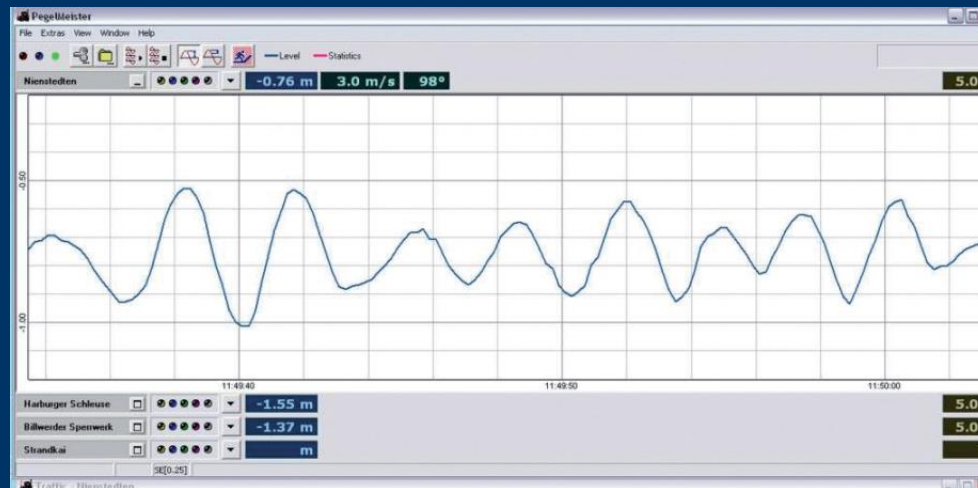 PegelMeister
File Extras View Window Help
Level Statistics
Nienstedten -0.76 m 3.0 m/s 98° 5.0
-0.50
-1.00
11:49:40 11:49:50 11:50:00
Harburger Schleuse -1.55 m 5.0
Billwerder Sperrwerk -1.37 m 5.0
Strandkai m
SE[0.25]
Traffic - Nienstedten